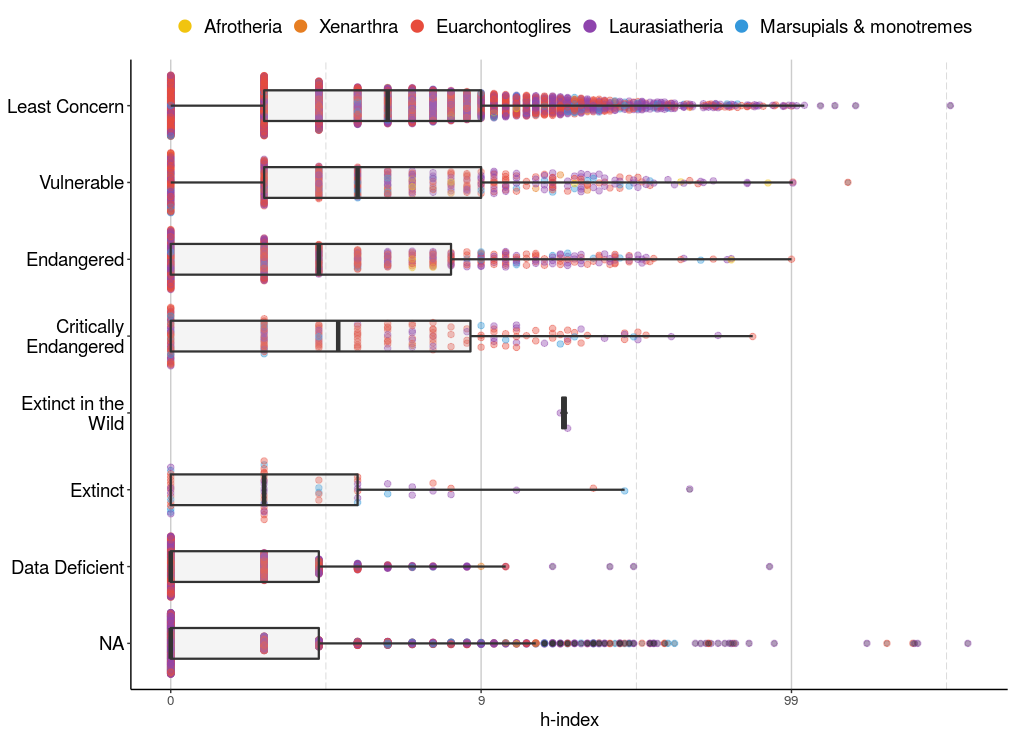 Afrotheria Xenarthra Euarchontoglires Laurasiatheria Marsupials & monotremes
Least Concern
Vulnerable
Endangered
Critically
Endangered
Extinct in the
Wild
Extinct
Data Deficient
NA
0 9 99
h-index